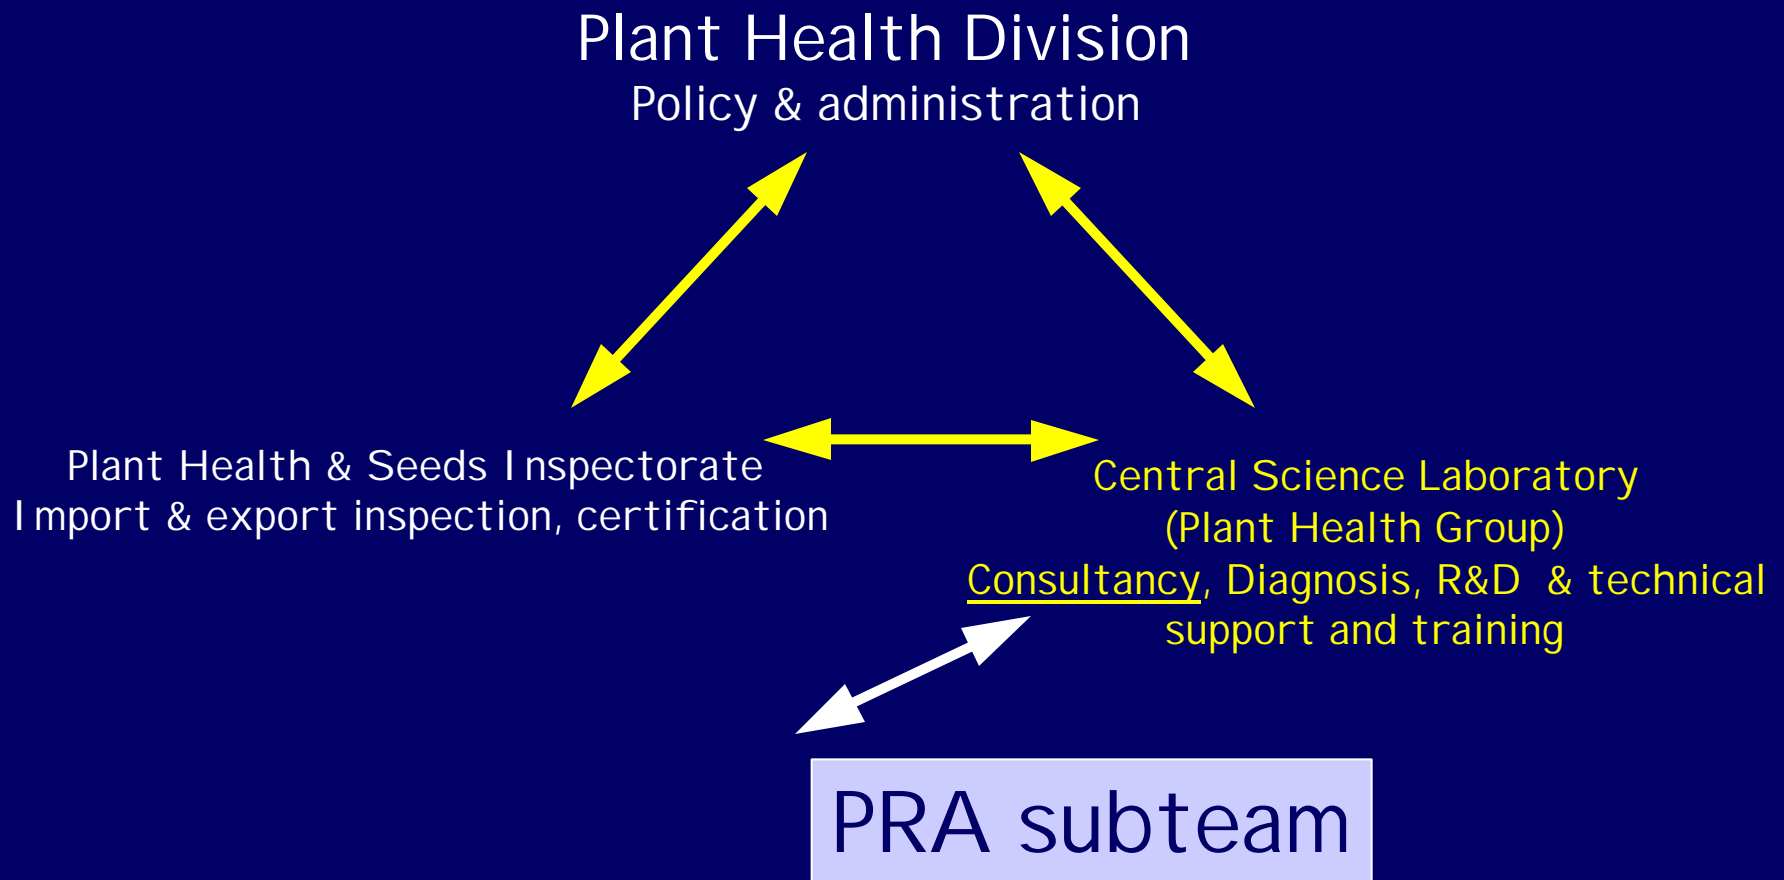 Plant Health Division
Policy & administration
Plant Health & Seeds Inspectorate
Import & export inspection, certification
Central Science Laboratory
(Plant Health Group)
Consultancy, Diagnosis, R&D & technical
support and training
PRA subteam